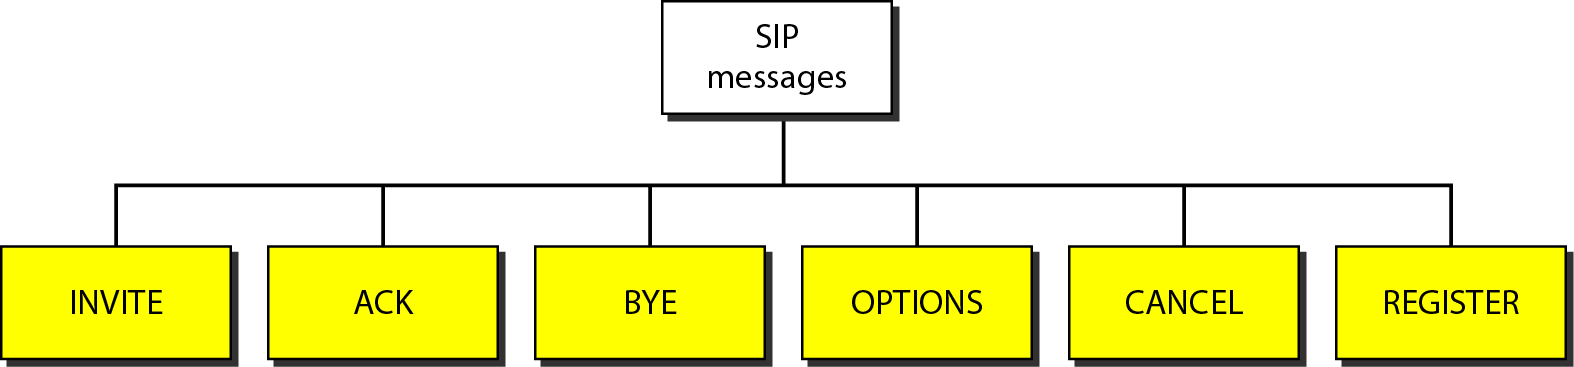 SIP
messages
INVITE
ACK
BYE
OPTIONS
CANCEL
REGISTER